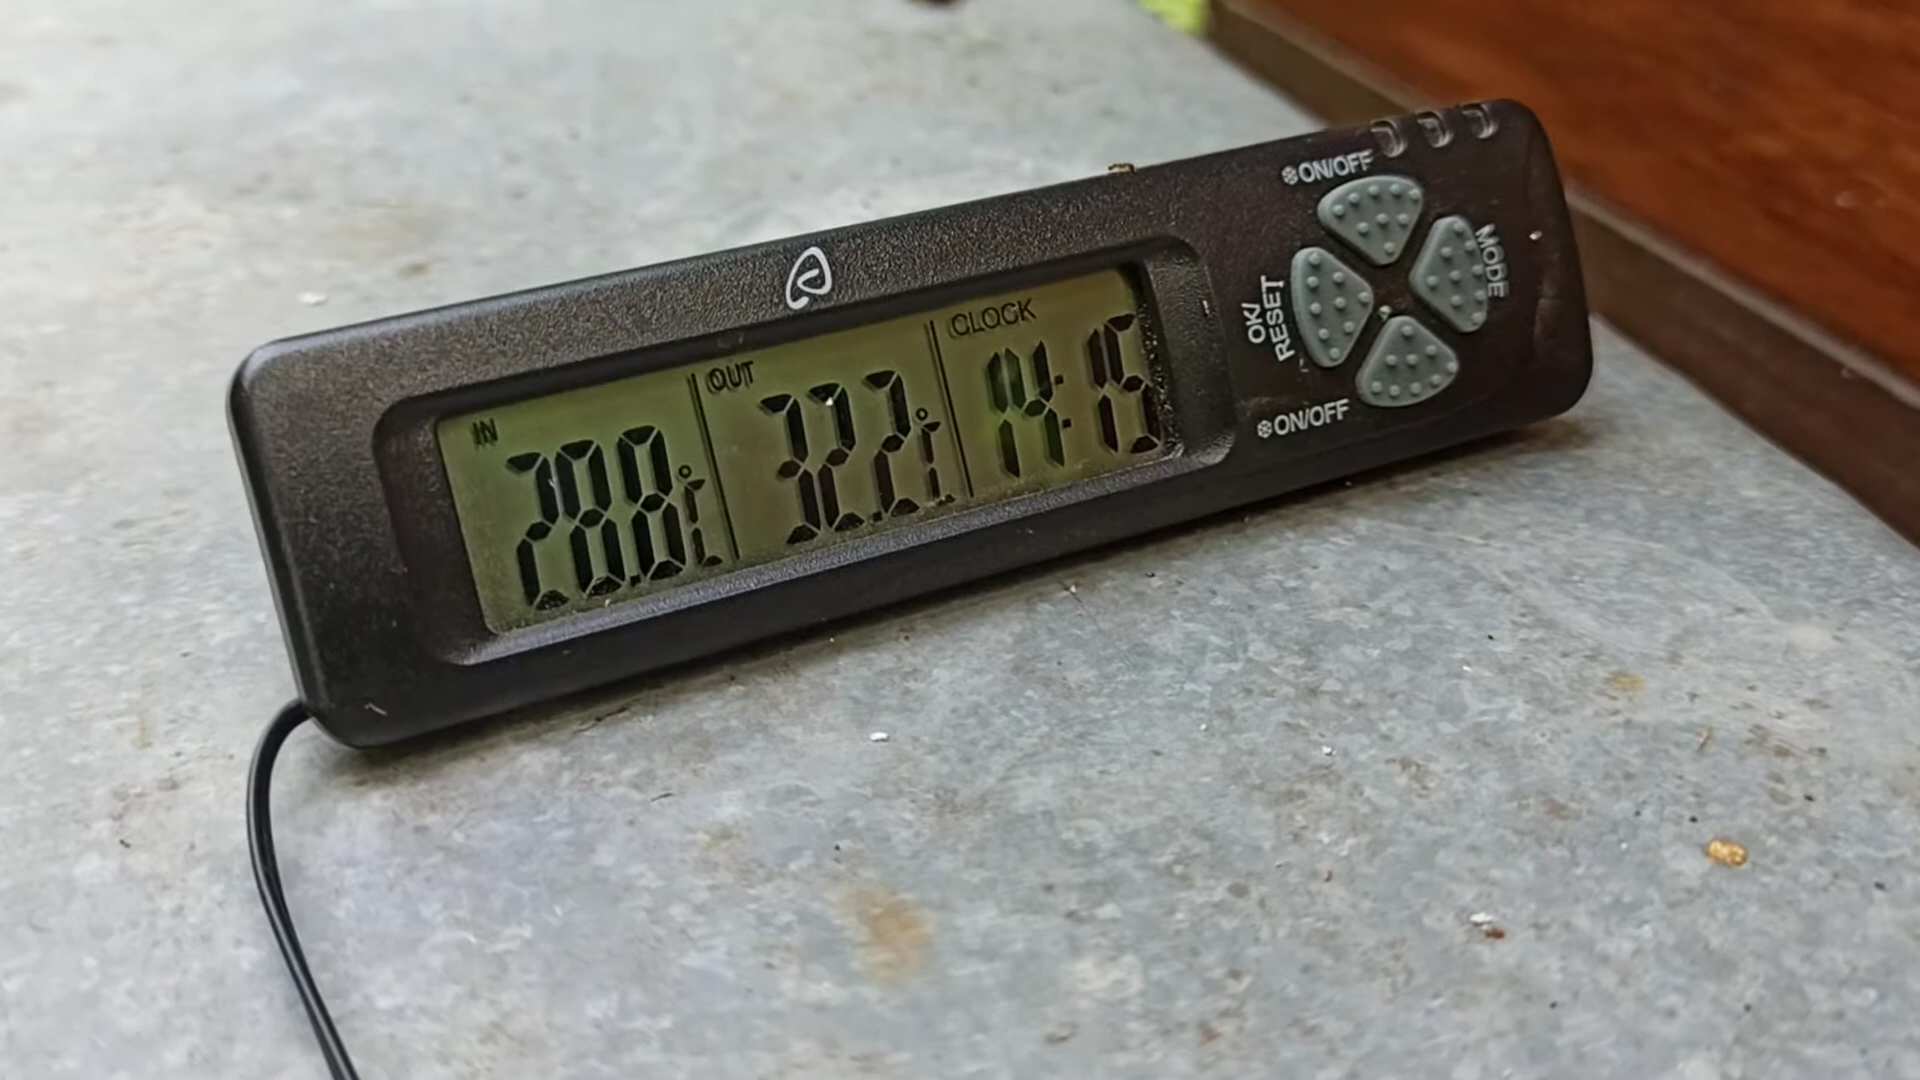 IN
28.8°C
OUT
32.2°C
CLOCK
14:15
❄ON/OFF
MODE
OK/
RESET
❄ON/OFF